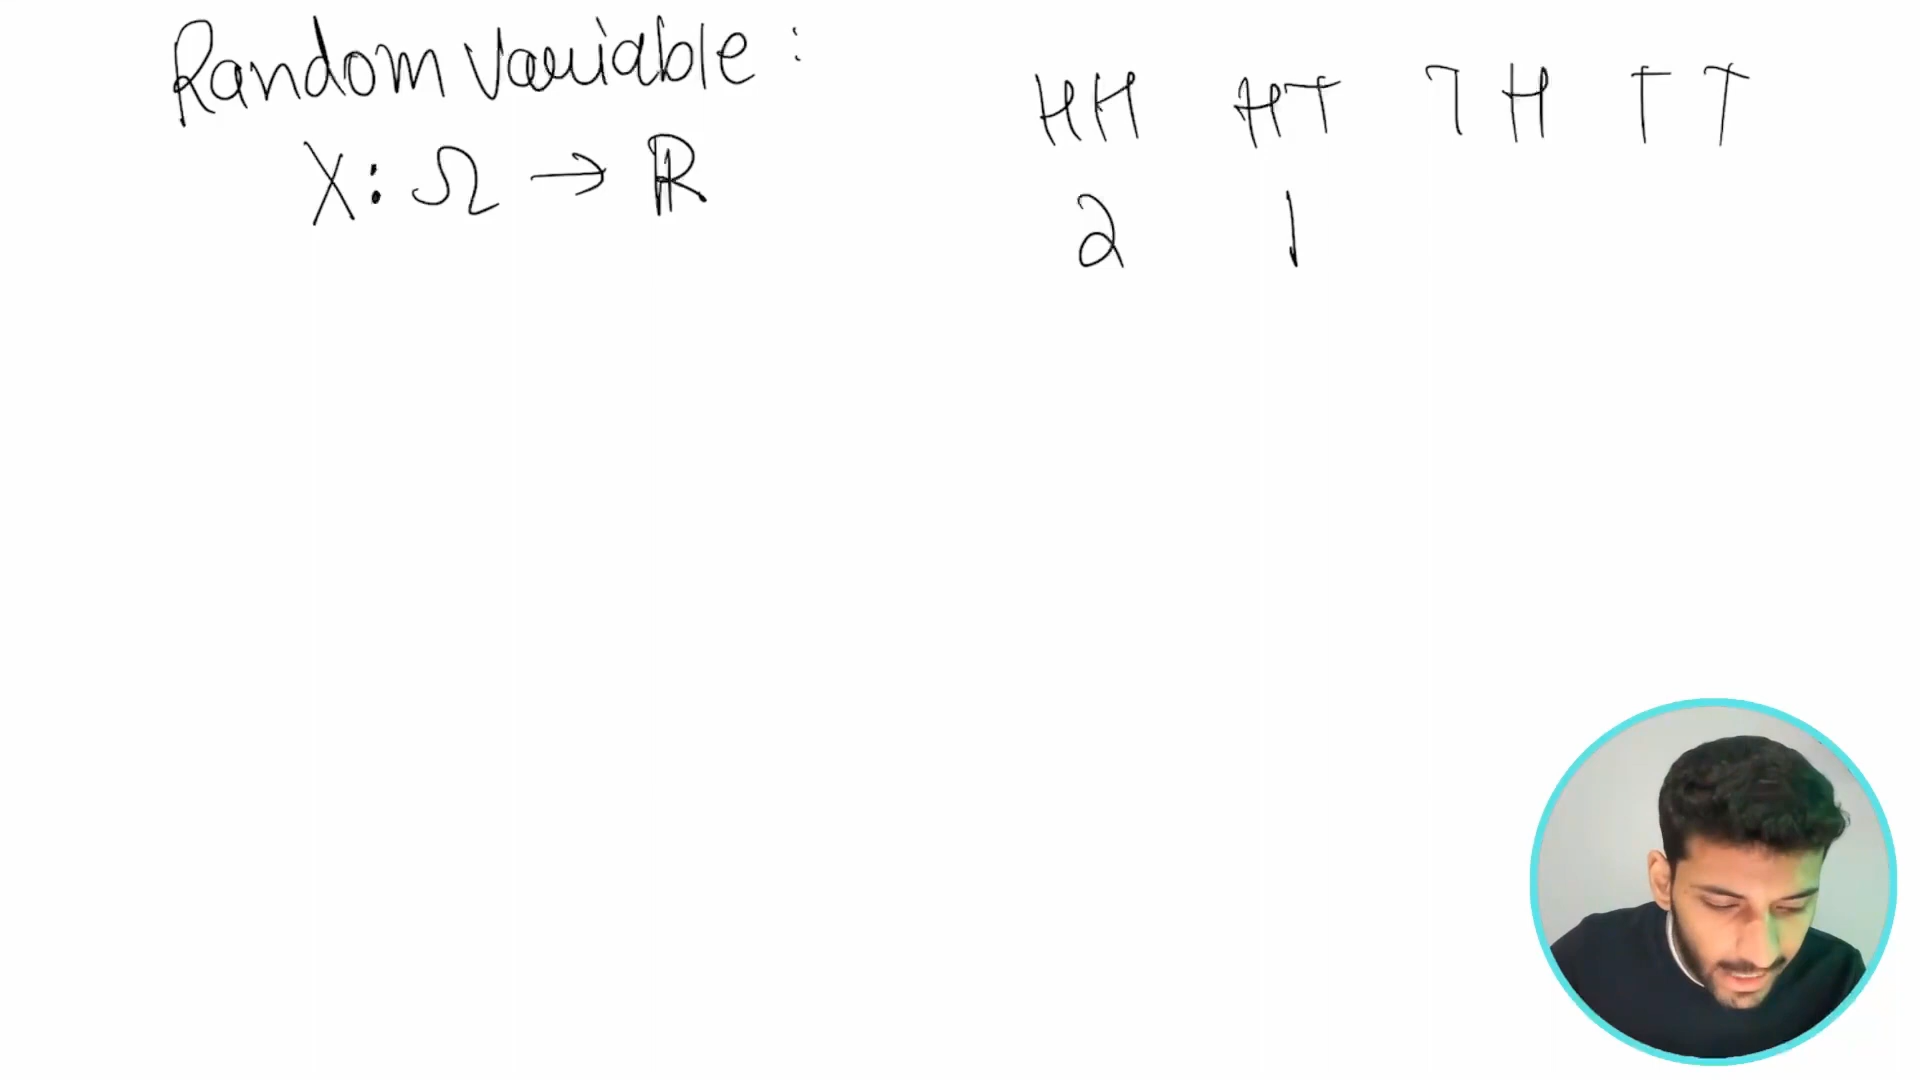 Random Variable :
X: Ω → ℝ
HH HT TH TT
2 1